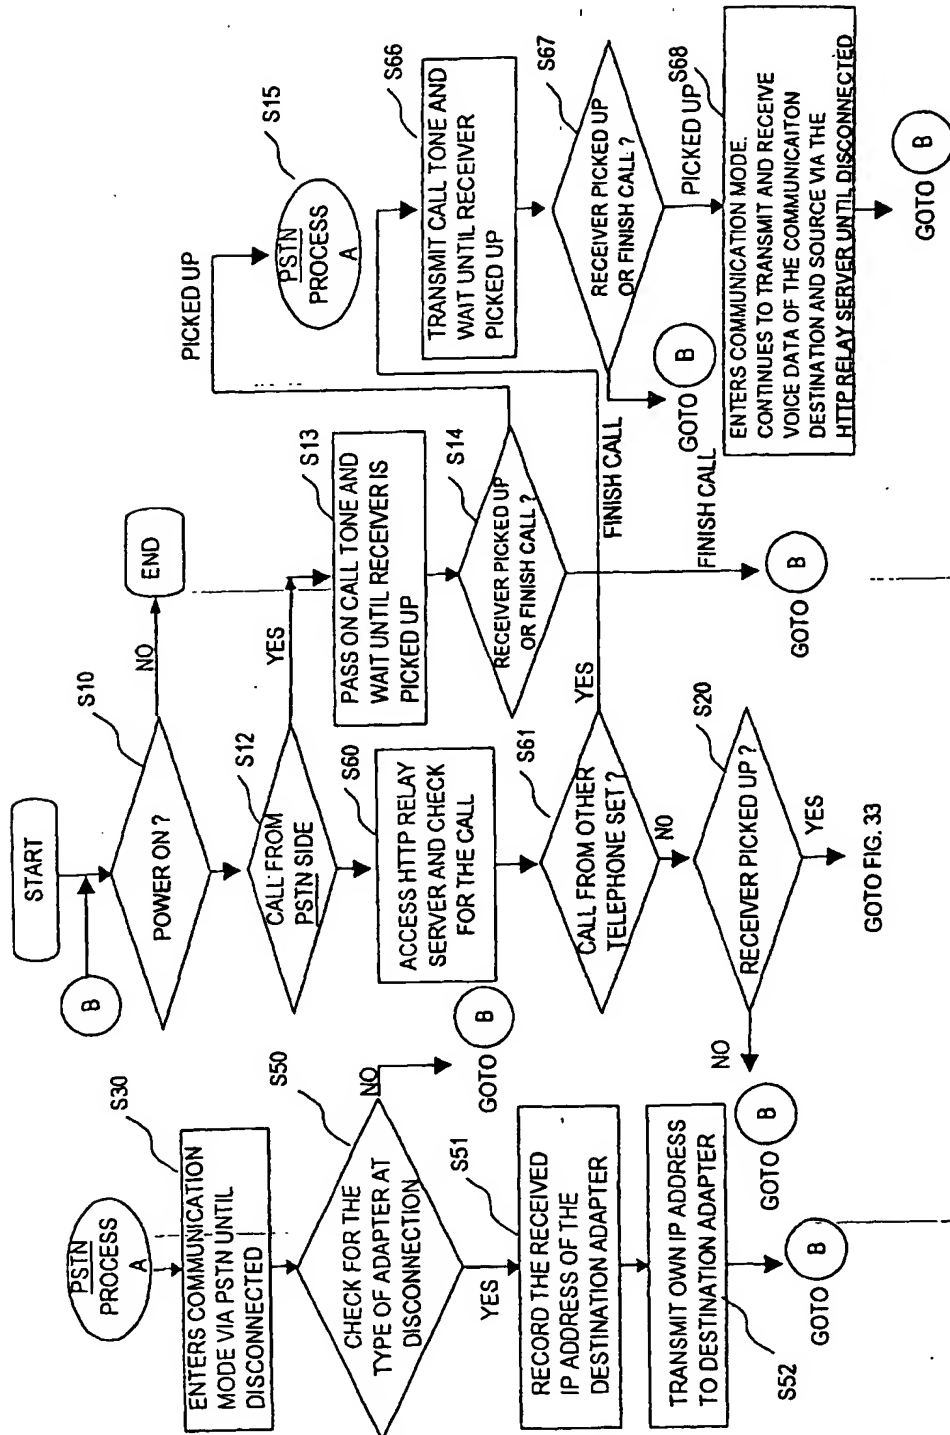 PSTN
PROCESS
A
S30
ENTERS COMMUNICATION
MODE VIA PSTN UNTIL
DISCONNECTED
S50
CHECK FOR THE
TYPE OF ADAPTER AT
DISCONNECTION
NO
GOTO
B
YES
S51
RECORD THE RECEIVED
IP ADDRESS OF THE
DESTINATION ADAPTER
TRANSMIT OWN IP ADDRESS
TO DESTINATION ADAPTER
S52
GOTO
B
START
B
S10
POWER ON ?
NO
END
S12
CALL FROM
PSTN SIDE
YES
S60
ACCESS HTTP RELAY
SERVER AND CHECK
FOR THE CALL
S61
CALL FROM OTHER
TELEPHONE SET ?
YES
NO
S20
RECEIVER PICKED UP ?
NO
GOTO
B
YES
GOTO FIG. 33
S13
PASS ON CALL TONE AND
WAIT UNTIL RECEIVER IS
PICKED UP
S14
RECEIVER PICKED UP
OR FINISH CALL ?
PICKED UP
FINISH CALL
GOTO
B
S15
PSTN
PROCESS
A
S66
TRANSMIT CALL TONE AND
WAIT UNTIL RECEIVER
PICKED UP
S67
RECEIVER PICKED UP
OR FINISH CALL ?
FINISH CALL
GOTO
B
PICKED UP
S68
ENTERS COMMUNICATION MODE.
CONTINUES TO TRANSMIT AND RECEIVE
VOICE DATA OF THE COMMUNICAITON
DESTINATION AND SOURCE VIA THE
HTTP RELAY SERVER UNTIL DISCONNECTED
GOTO
B